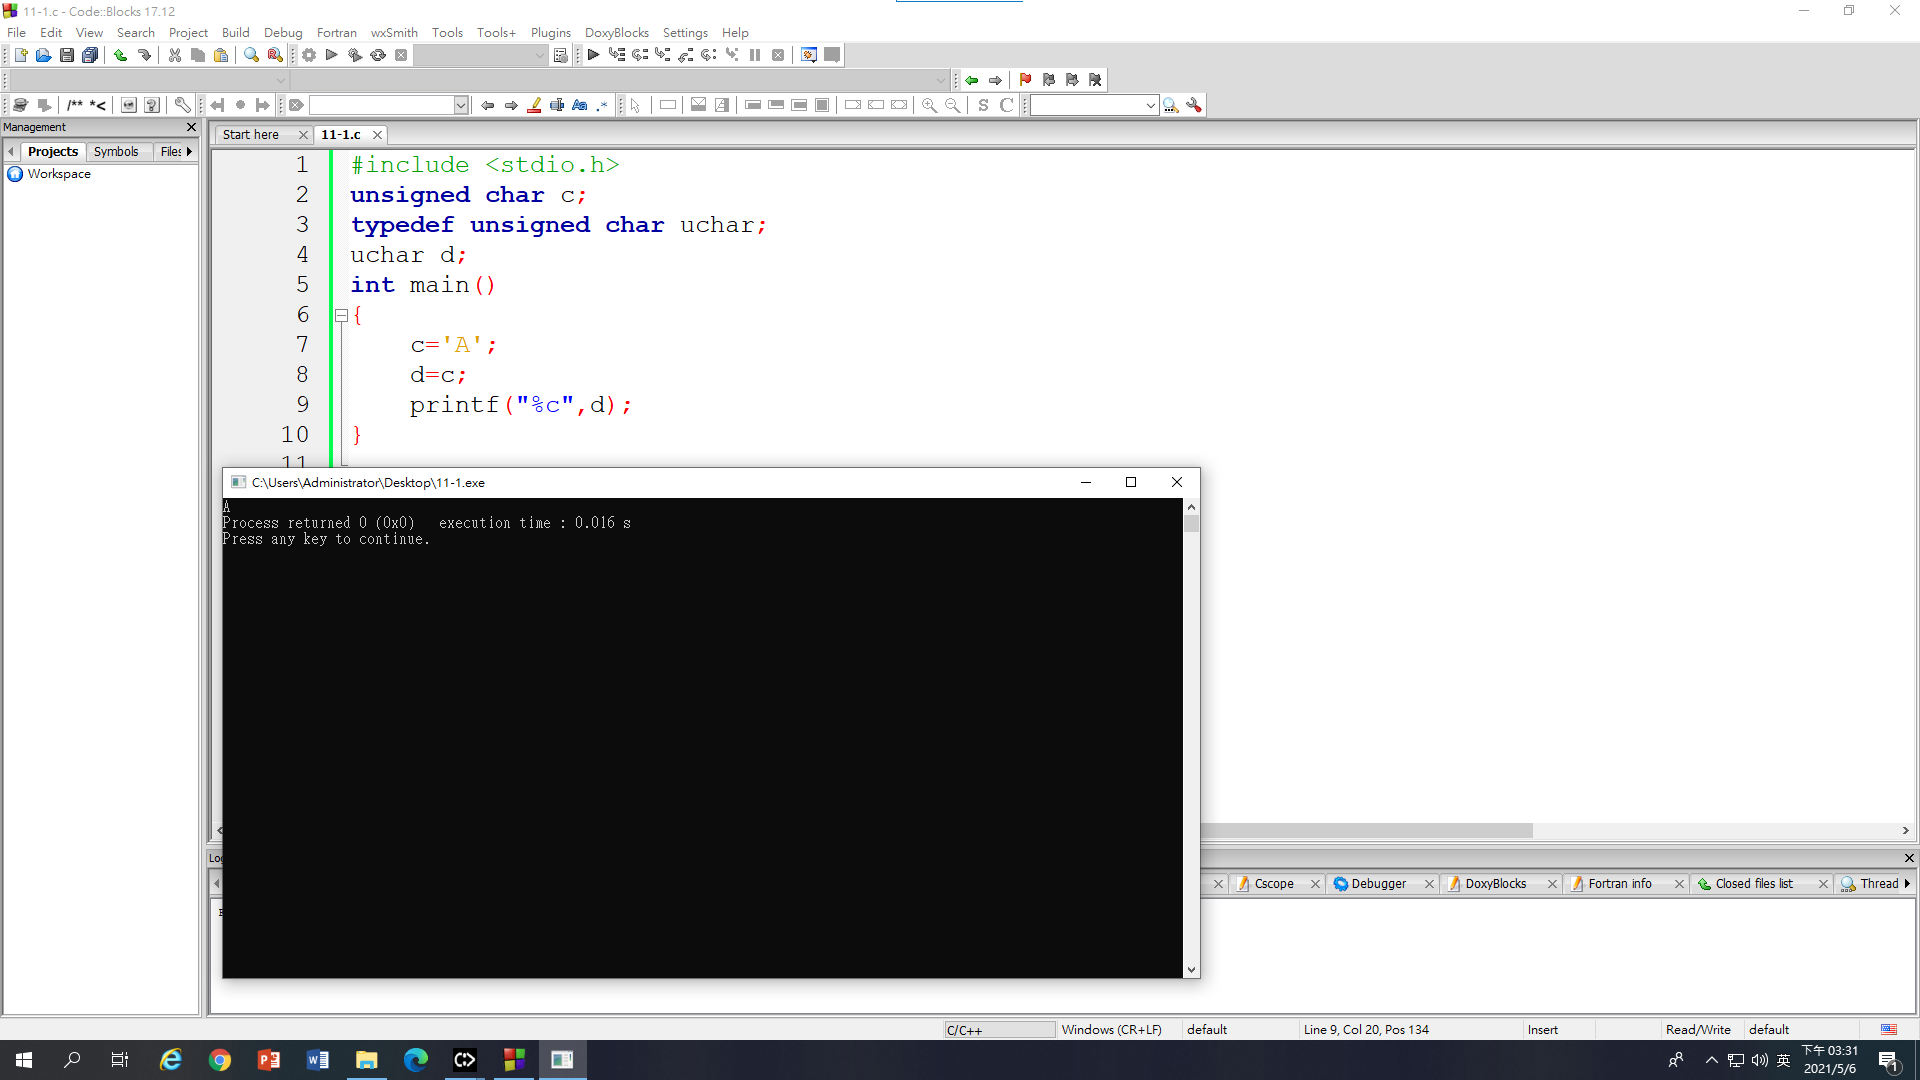 11-1.c - Code::Blocks 17.12
File Edit View Search Project Build Debug Fortran wxSmith Tools Tools+ Plugins DoxyBlocks Settings Help
/** *<
S C
Management
Projects Symbols Files
Workspace
Start here 11-1.c
1 #include <stdio.h>
2 unsigned char c;
3 typedef unsigned char uchar;
4 uchar d;
5 int main()
6 {
7 c='A';
8 d=c;
9 printf("%c",d);
10 }
11
C:\Users\Administrator\Desktop\11-1.exe
A
Process returned 0 (0x0)   execution time : 0.016 s
Press any key to continue.
Cscope Debugger DoxyBlocks Fortran info Closed files list Thread
C/C++ Windows (CR+LF) default Line 9, Col 20, Pos 134 Insert Read/Write default
英
下午 03:31
2021/5/6
1